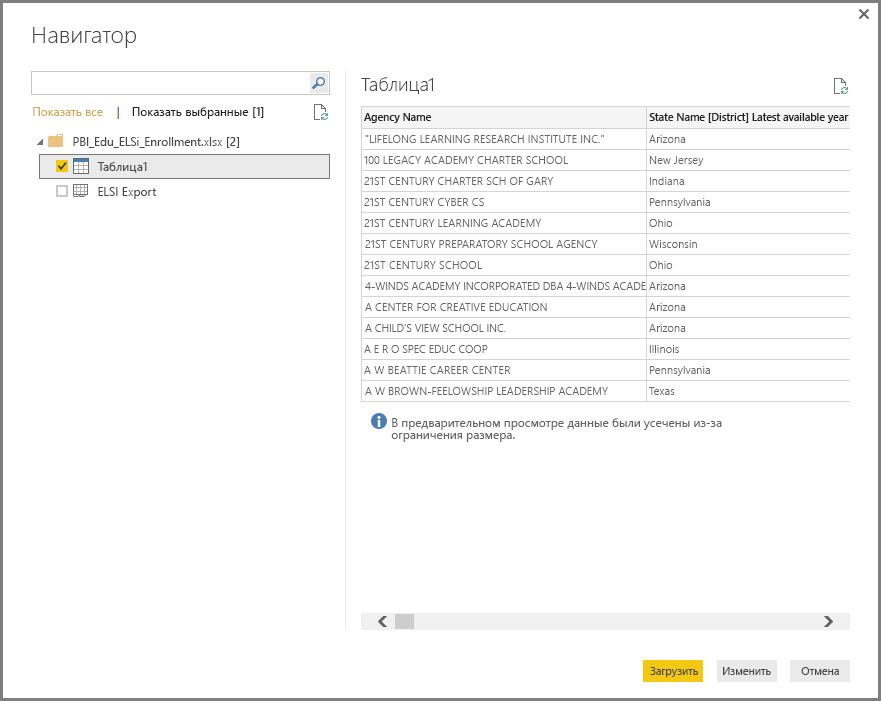 Навигатор
Показать все | Показать выбранные [1]
PBI_Edu_ELSi_Enrollment.xlsx [2]
Таблица1
ELSI Export
Таблица1
Agency Name State Name [District] Latest available year
"LIFELONG LEARNING RESEARCH INSTITUTE INC." Arizona
100 LEGACY ACADEMY CHARTER SCHOOL New Jersey
21ST CENTURY CHARTER SCH OF GARY Indiana
21ST CENTURY CYBER CS Pennsylvania
21ST CENTURY LEARNING ACADEMY Ohio
21ST CENTURY PREPARATORY SCHOOL AGENCY Wisconsin
21ST CENTURY SCHOOL Ohio
4-WINDS ACADEMY INCORPORATED DBA 4-WINDS ACADE Arizona
A CENTER FOR CREATIVE EDUCATION Arizona
A CHILD'S VIEW SCHOOL INC. Arizona
A E R O SPEC EDUC COOP Illinois
A W BEATTIE CAREER CENTER Pennsylvania
A W BROWN-FEELOWSHIP LEADERSHIP ACADEMY Texas
В предварительном просмотре данные были усечены из-за
ограничения размера.
Загрузить Изменить Отмена